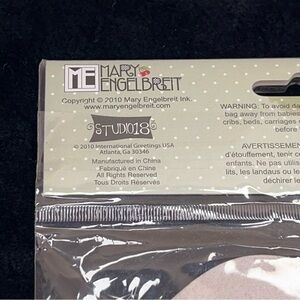 ME MARY
ENGELBREIT
Copyright © 2010 Mary Engelbreit Ink.
www.maryengelbreit.com
STUDIO18
© 2010 International Greetings USA
Atlanta, Ga 30346
Manufactured in China
Fabriqué en Chine
All Rights Reserved
Tous Droits Réservés
WARNING: To avoid da
bag away from babies
cribs, beds, carriages
before
AVERTISSEMEN
d'étouffement, tenir c
enfants. Ne pas utilis
lits, les landaus ou le
déchirer le